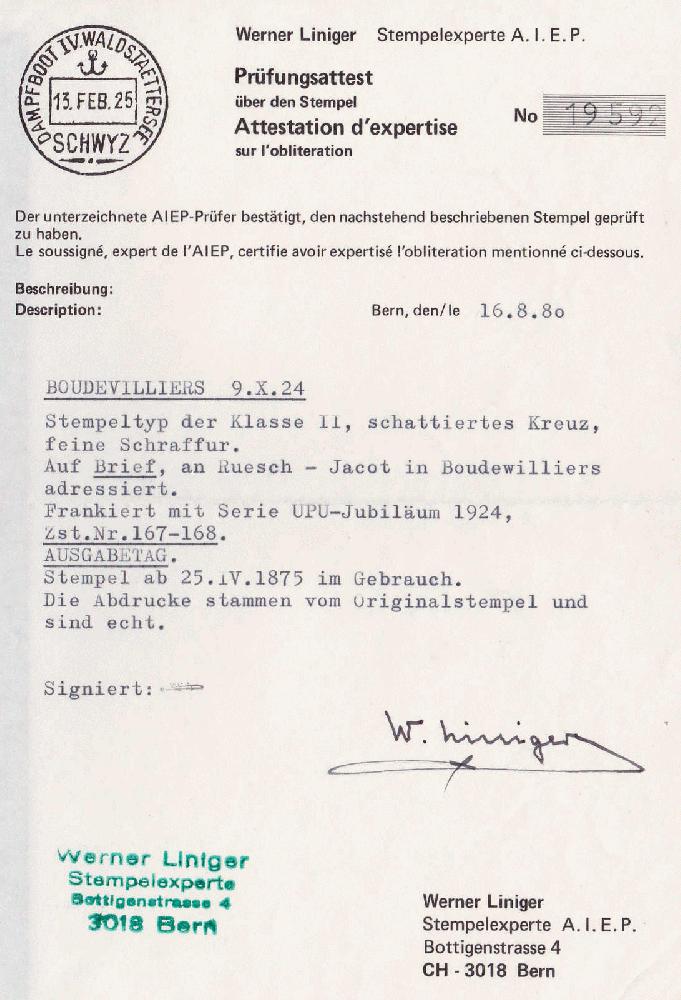 DAMPFBOOT IV. WALDSTAETTERSEE
13. FEB. 25
SCHWYZ
Werner Liniger Stempelexperte A. I. E. P.
Prüfungsattest
über den Stempel
Attestation d'expertise
sur l'obliteration
No 19592
Der unterzeichnete AIEP-Prüfer bestätigt, den nachstehend beschriebenen Stempel geprüft
zu haben.
Le soussigné, expert de l'AIEP, certifie avoir expertisé l'obliteration mentionné ci-dessous.
Beschreibung:
Description:
Bern, den/le 16.8.80
BOUDEVILLIERS 9.X.24
Stempeltyp der Klasse II, schattiertes Kreuz,
feine Schraffur.
Auf Brief, an Ruesch - Jacot in Boudewilliers
adressiert.
Frankiert mit Serie UPU-Jubiläum 1924,
Zst.Nr.167-168.
AUSGABETAG.
Stempel ab 25.IV.1875 im Gebrauch.
Die Abdrucke stammen vom Originalstempel und
sind echt.
Signiert:
W. Liniger
Werner Liniger
Stempelexperte
Bottigenstrasse 4
3018 Bern
Werner Liniger
Stempelexperte A. I. E. P.
Bottigenstrasse 4
CH - 3018 Bern